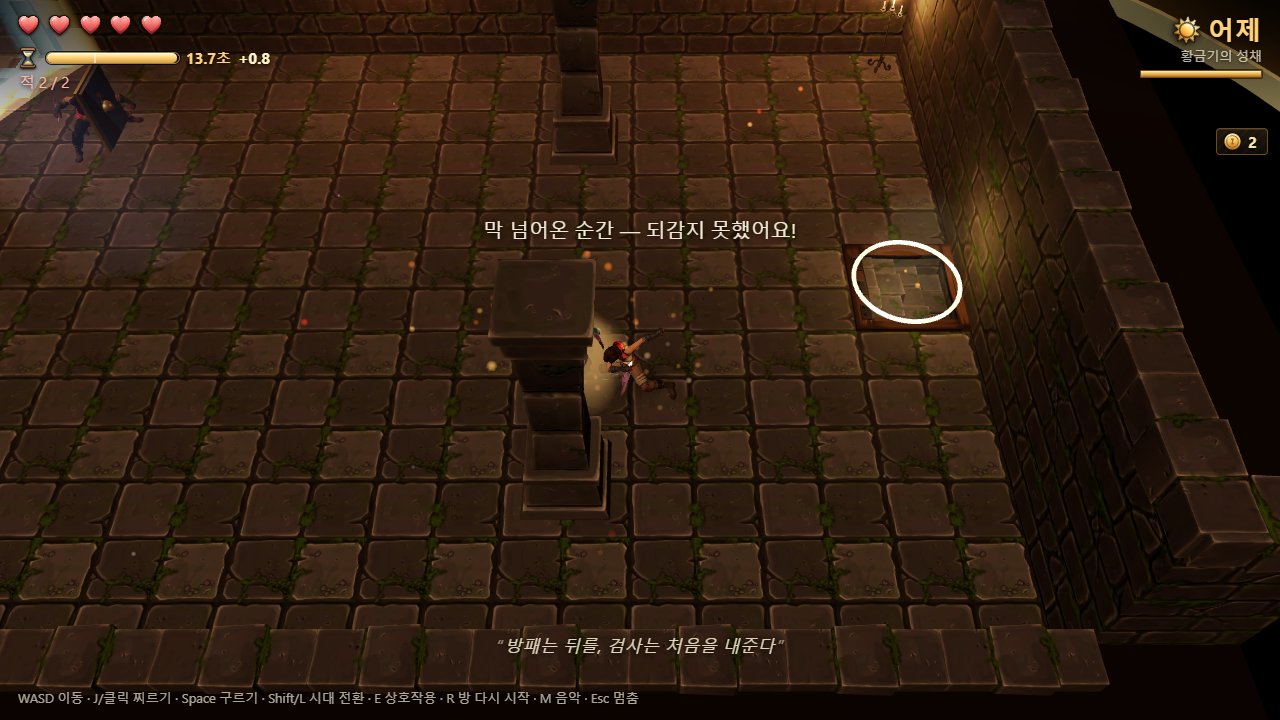 13.7초 +0.8
적 2 / 2
어제
황금기의 성채
2
막 넘어온 순간 — 되감지 못했어요!
“방패는 뒤를, 검사는 처음을 내준다”
WASD 이동 · J/클릭 찌르기 · Space 구르기 · Shift/L 시대 전환 · E 상호작용 · R 방 다시 시작 · M 음악 · Esc 멈춤